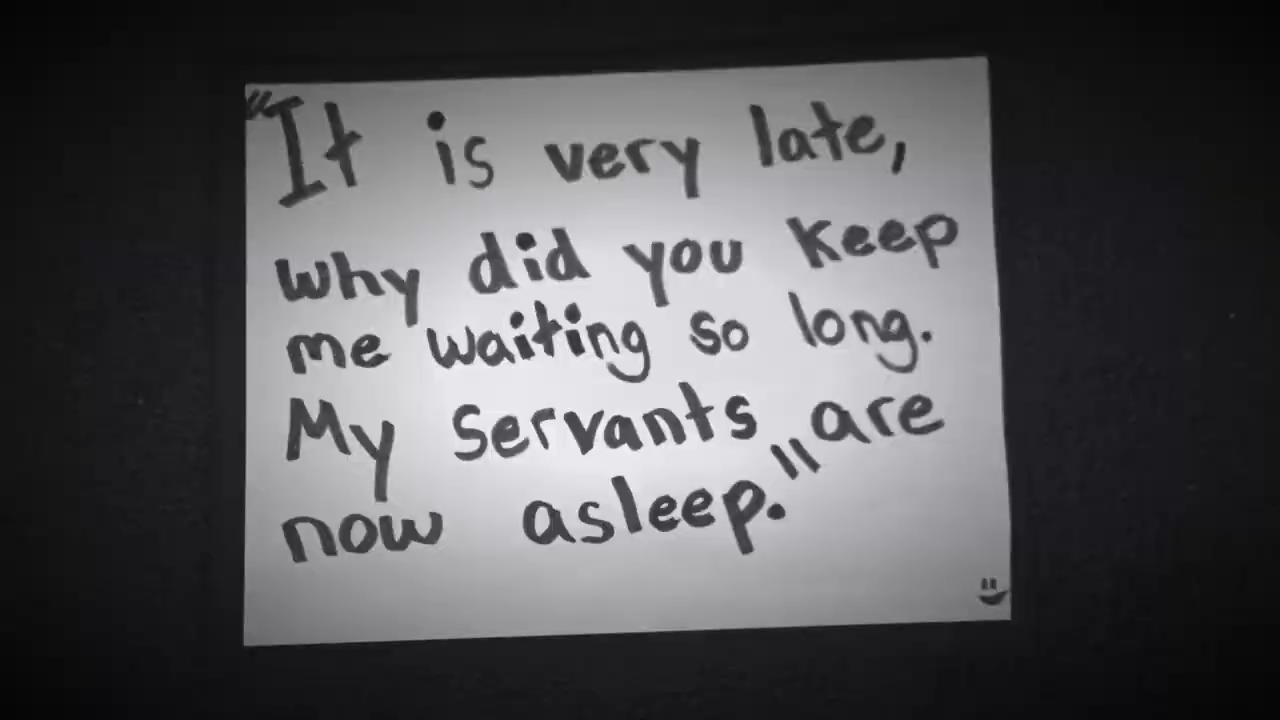 "It is very late,
why did you keep
me waiting so long.
My servants are
now asleep."